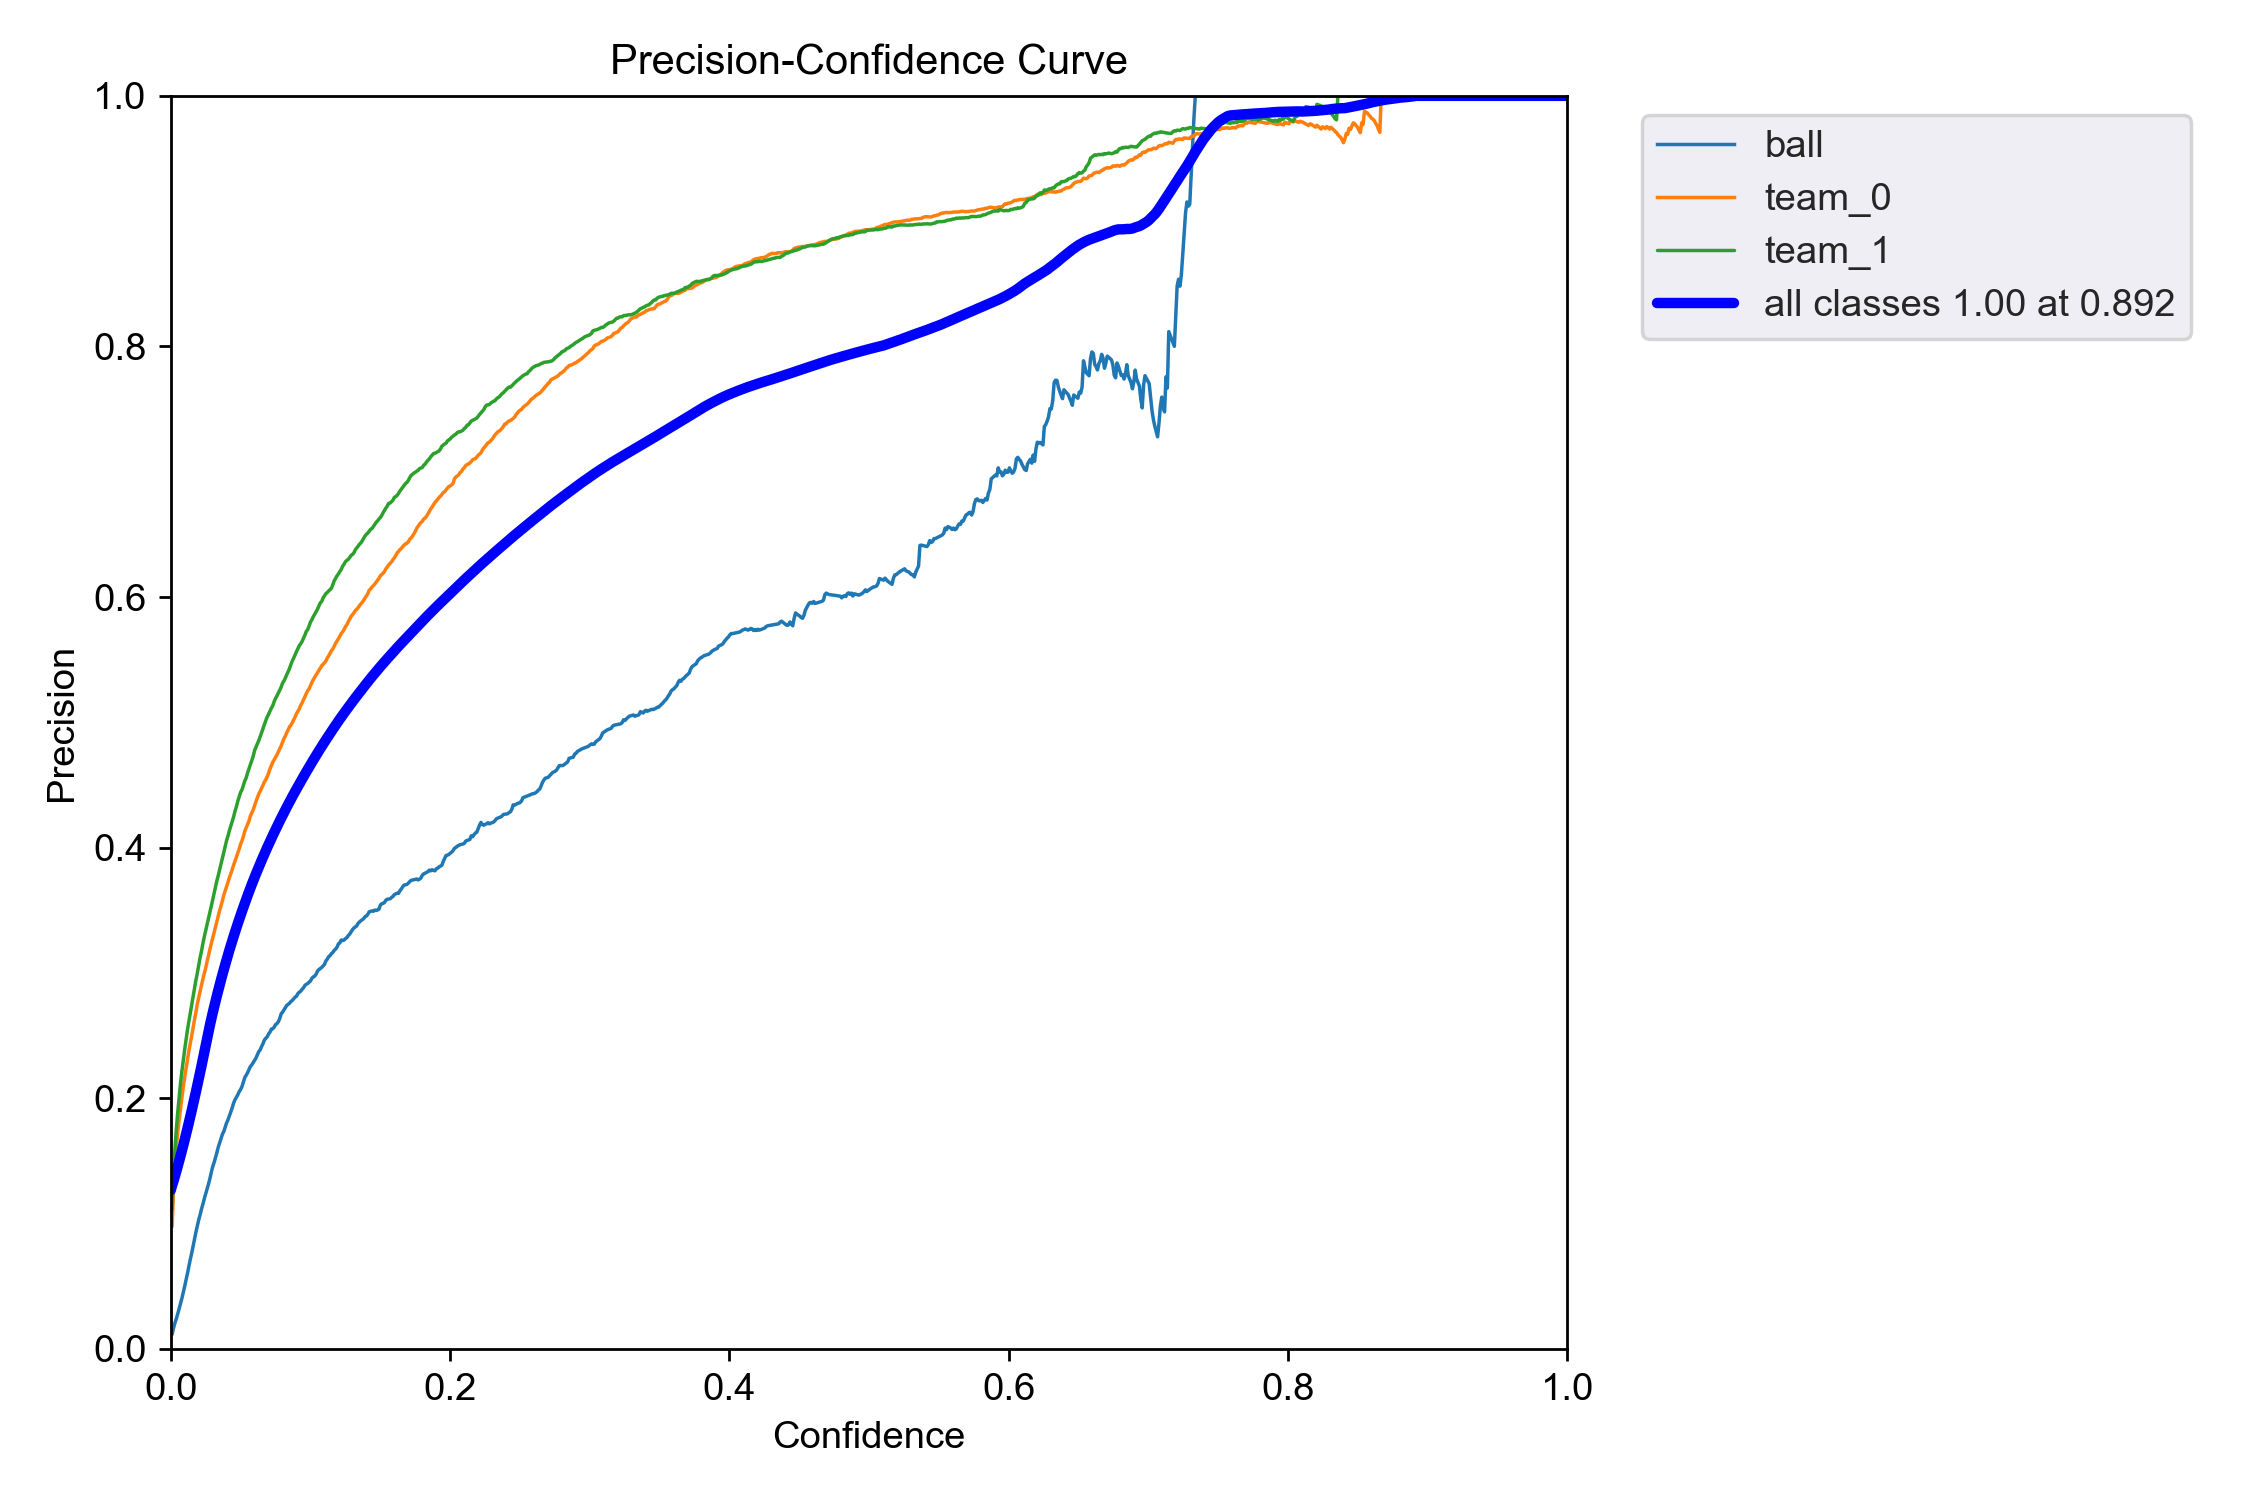 Precision-Confidence Curve
1.0
0.8
0.6
0.4
0.2
0.0
Precision
0.0 0.2 0.4 0.6 0.8 1.0
Confidence
ball
team_0
team_1
all classes 1.00 at 0.892